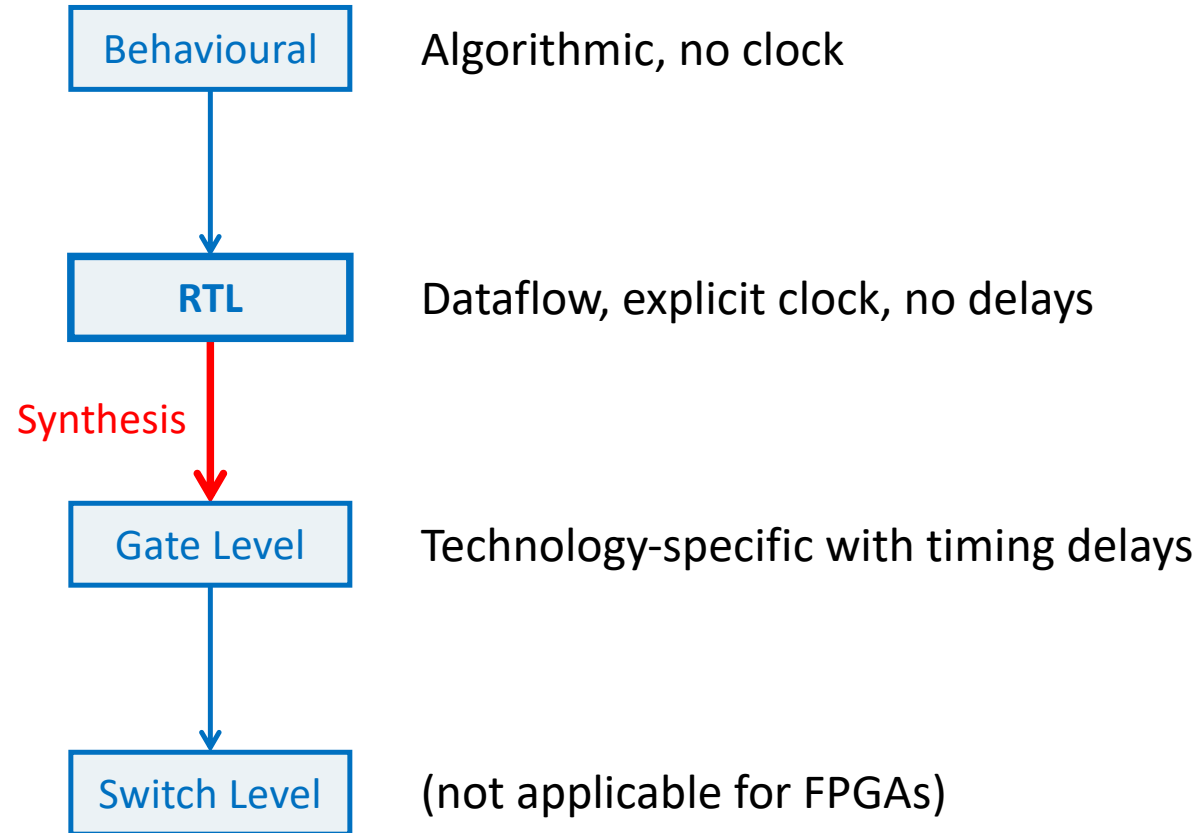 Behavioural
Algorithmic, no clock
RTL
Dataflow, explicit clock, no delays
Synthesis
Gate Level
Technology-specific with timing delays
Switch Level
(not applicable for FPGAs)